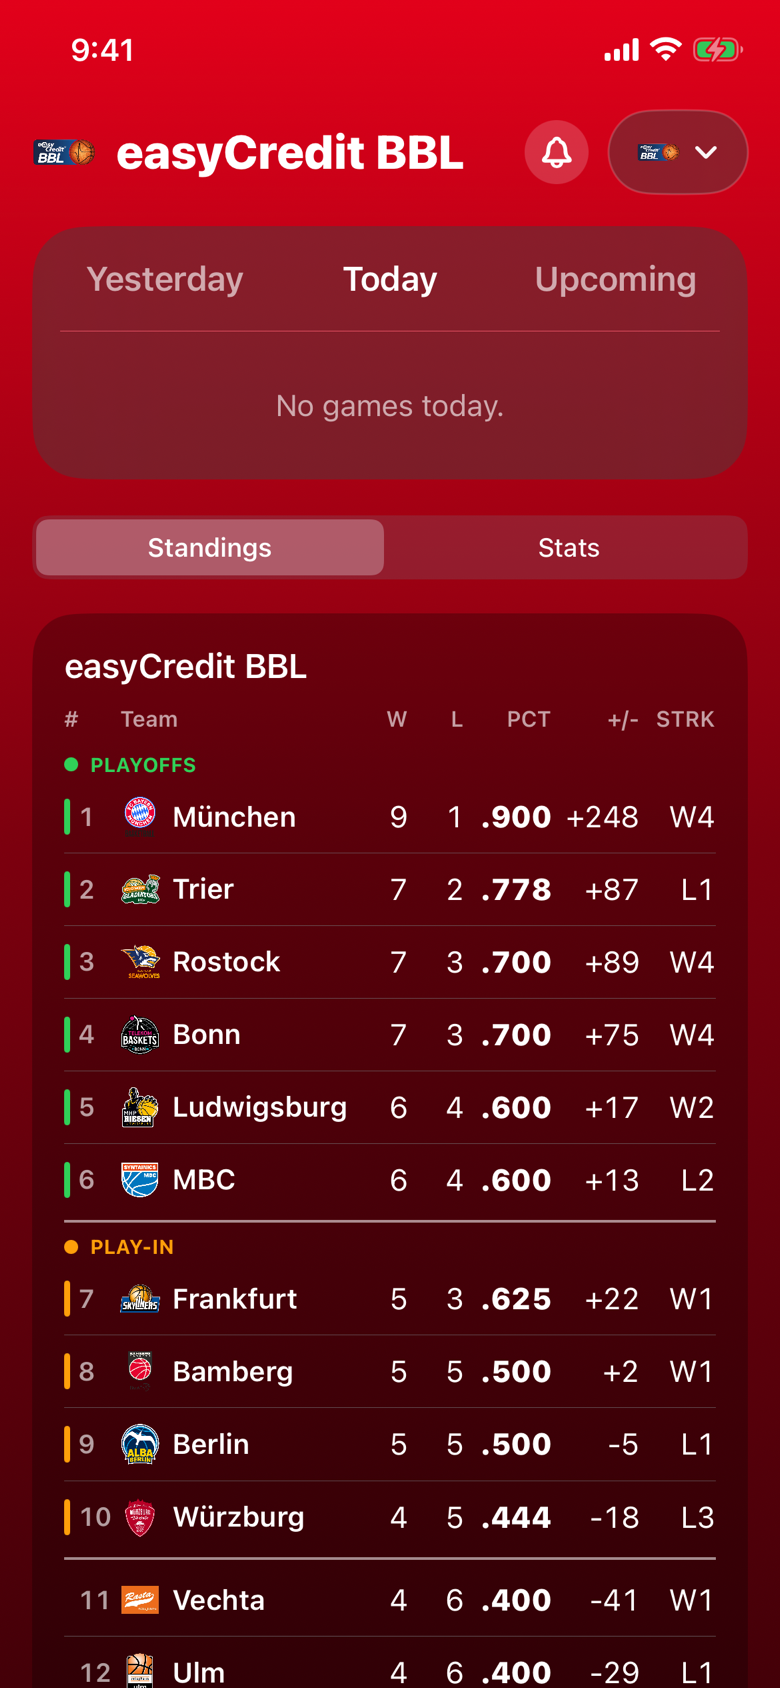 9:41
easyCredit BBL
Yesterday Today Upcoming
No games today.
Standings Stats
easyCredit BBL
# Team W L PCT +/- STRK
PLAYOFFS
1 München 9 1 .900 +248 W4
2 Trier 7 2 .778 +87 L1
3 Rostock 7 3 .700 +89 W4
4 Bonn 7 3 .700 +75 W4
5 Ludwigsburg 6 4 .600 +17 W2
6 MBC 6 4 .600 +13 L2
PLAY-IN
7 Frankfurt 5 3 .625 +22 W1
8 Bamberg 5 5 .500 +2 W1
9 Berlin 5 5 .500 -5 L1
10 Würzburg 4 5 .444 -18 L3
11 Vechta 4 6 .400 -41 W1
12 Ulm 4 6 .400 -29 L1